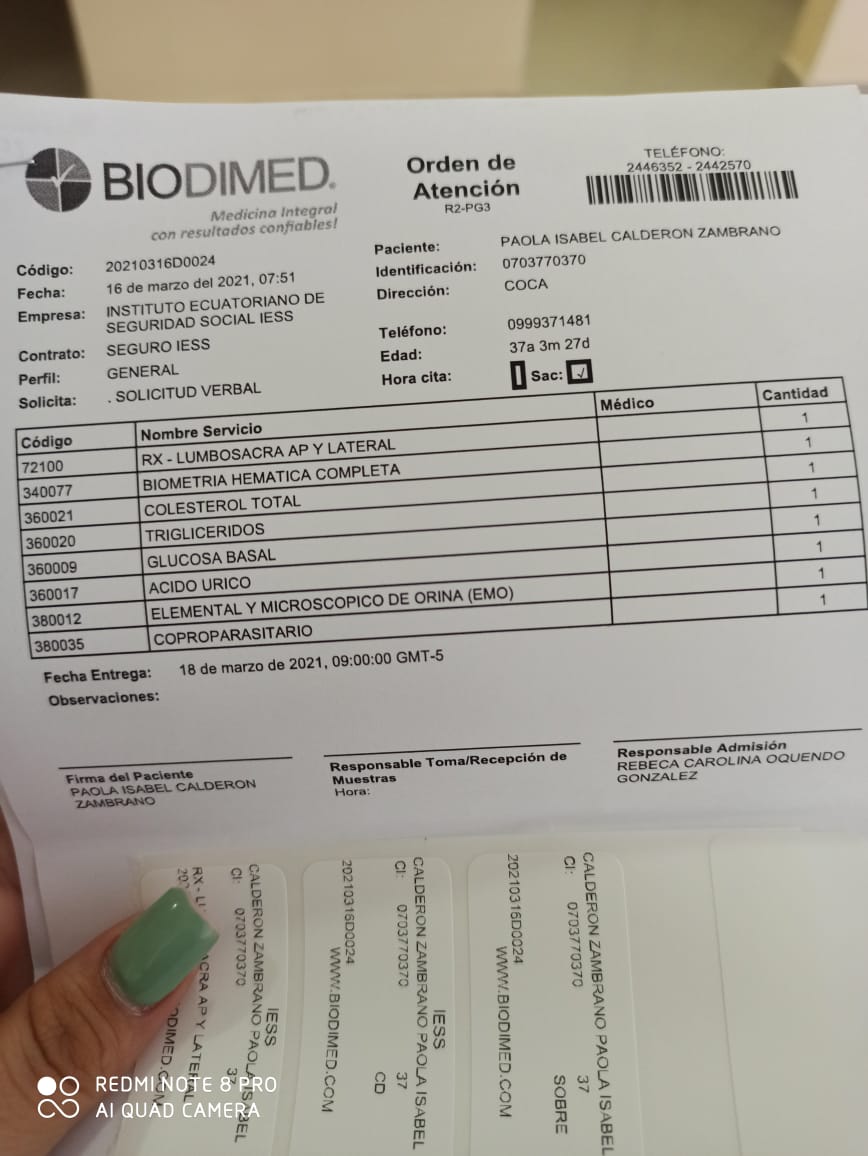 BIODIMED
Medicina Integral
con resultados confiables!
Orden de
Atención
R2-PG3
TELÉFONO:
2446352 - 2442570
Código: 20210316D0024
Fecha: 16 de marzo del 2021, 07:51
Empresa: INSTITUTO ECUATORIANO DE
SEGURIDAD SOCIAL IESS
Contrato: SEGURO IESS
Perfil: GENERAL
Solicita: . SOLICITUD VERBAL
Paciente: PAOLA ISABEL CALDERON ZAMBRANO
Identificación: 0703770370
Dirección: COCA
Teléfono: 0999371481
Edad: 37a 3m 27d
Hora cita: Sac:
Código Nombre Servicio Médico Cantidad
72100 RX - LUMBOSACRA AP Y LATERAL 1
340077 BIOMETRIA HEMATICA COMPLETA 1
360021 COLESTEROL TOTAL 1
360020 TRIGLICERIDOS 1
360009 GLUCOSA BASAL 1
360017 ACIDO URICO 1
380012 ELEMENTAL Y MICROSCOPICO DE ORINA (EMO) 1
380035 COPROPARASITARIO 1
Fecha Entrega: 18 de marzo de 2021, 09:00:00 GMT-5
Observaciones:
Firma del Paciente
PAOLA ISABEL CALDERON
ZAMBRANO
Responsable Toma/Recepción de
Muestras
Hora:
Responsable Admisión
REBECA CAROLINA OQUENDO
GONZALEZ
IESS
CALDERON ZAMBRANO PAOLA ISABEL
CI: 0703770370 37
RX - ACRA AP Y LATERAL
IESS
CALDERON ZAMBRANO PAOLA ISABEL
CI: 0703770370 37
CD
20210316D0024 WWW.BIODIMED.COM
CALDERON ZAMBRANO PAOLA ISABEL
CI: 0703770370 37
SOBRE
20210316D0024 WWW.BIODIMED.COM
REDMI NOTE 8 PRO
AI QUAD CAMERA